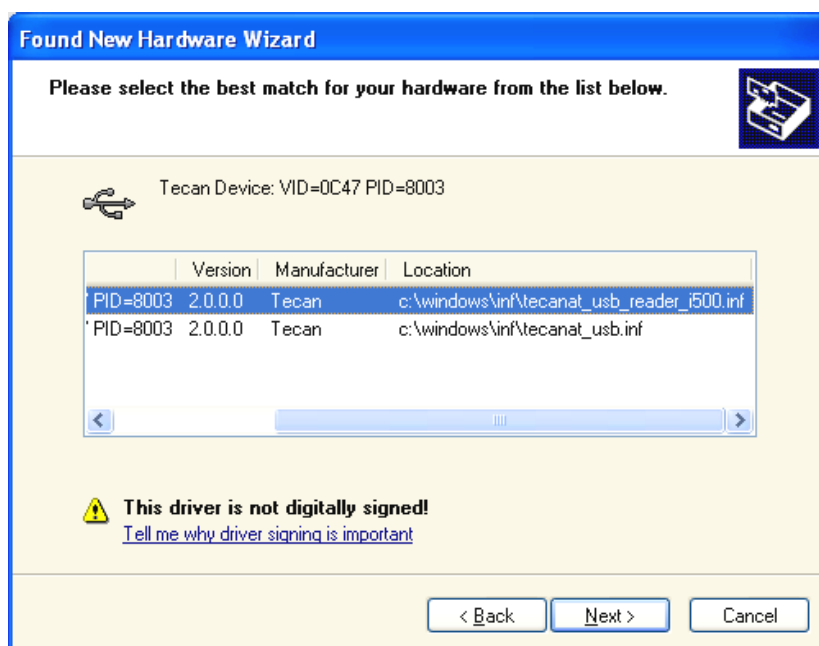 Found New Hardware Wizard
Please select the best match for your hardware from the list below.
Tecan Device: VID=0C47 PID=8003
Version Manufacturer Location
' PID=8003 2.0.0.0 Tecan c:\windows\inf\tecanat_usb_reader_i500.inf
' PID=8003 2.0.0.0 Tecan c:\windows\inf\tecanat_usb.inf
This driver is not digitally signed!
Tell me why driver signing is important
< Back Next > Cancel